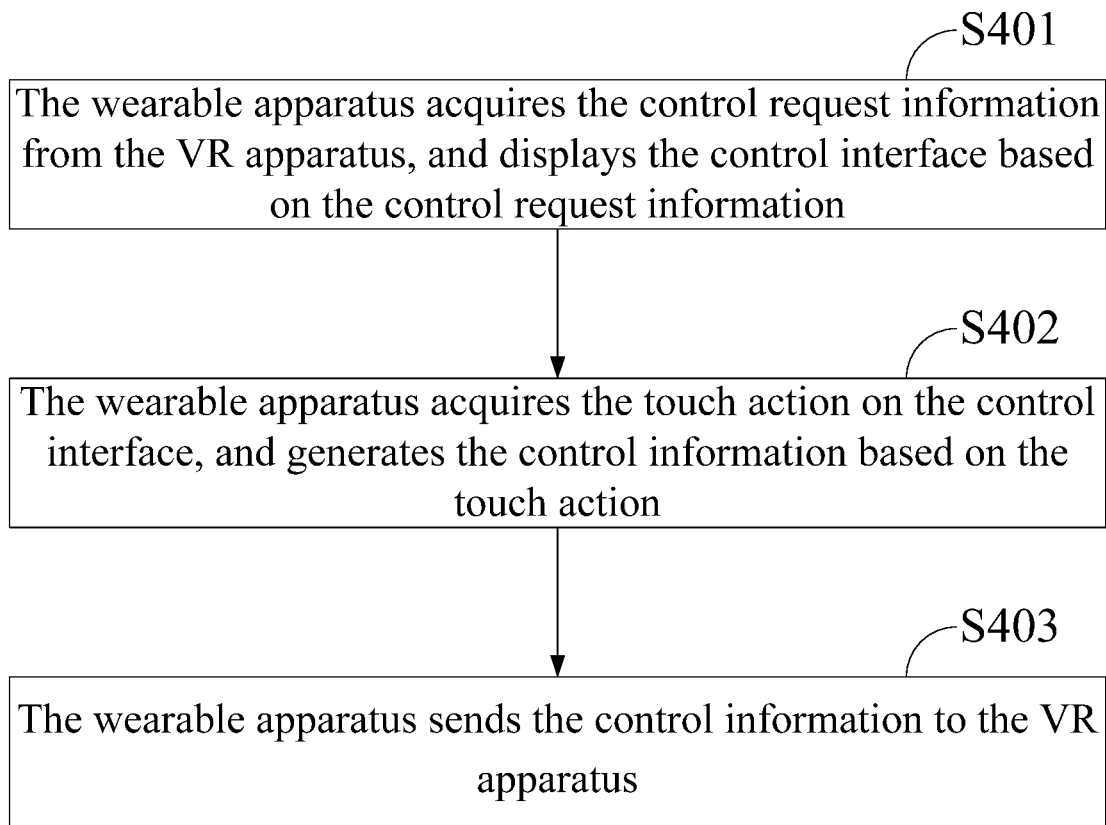 S401
The wearable apparatus acquires the control request information
from the VR apparatus, and displays the control interface based
on the control request information
S402
The wearable apparatus acquires the touch action on the control
interface, and generates the control information based on the
touch action
S403
The wearable apparatus sends the control information to the VR
apparatus